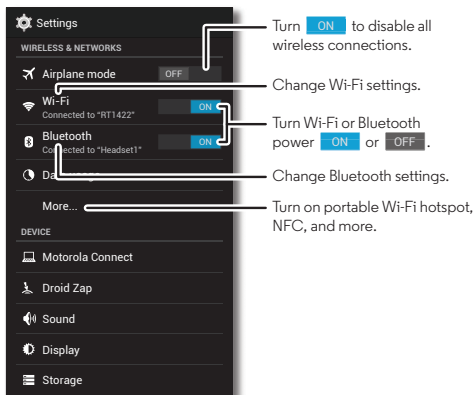 Settings
WIRELESS & NETWORKS
Airplane mode OFF
Wi-Fi ON
Connected to "RT1422"
Bluetooth ON
Connected to "Headset1"
More...
DEVICE
Motorola Connect
Droid Zap
Sound
Display
Storage
Turn ON to disable all
wireless connections.
Change Wi-Fi settings.
Turn Wi-Fi or Bluetooth
power ON or OFF.
Change Bluetooth settings.
Turn on portable Wi-Fi hotspot,
NFC, and more.